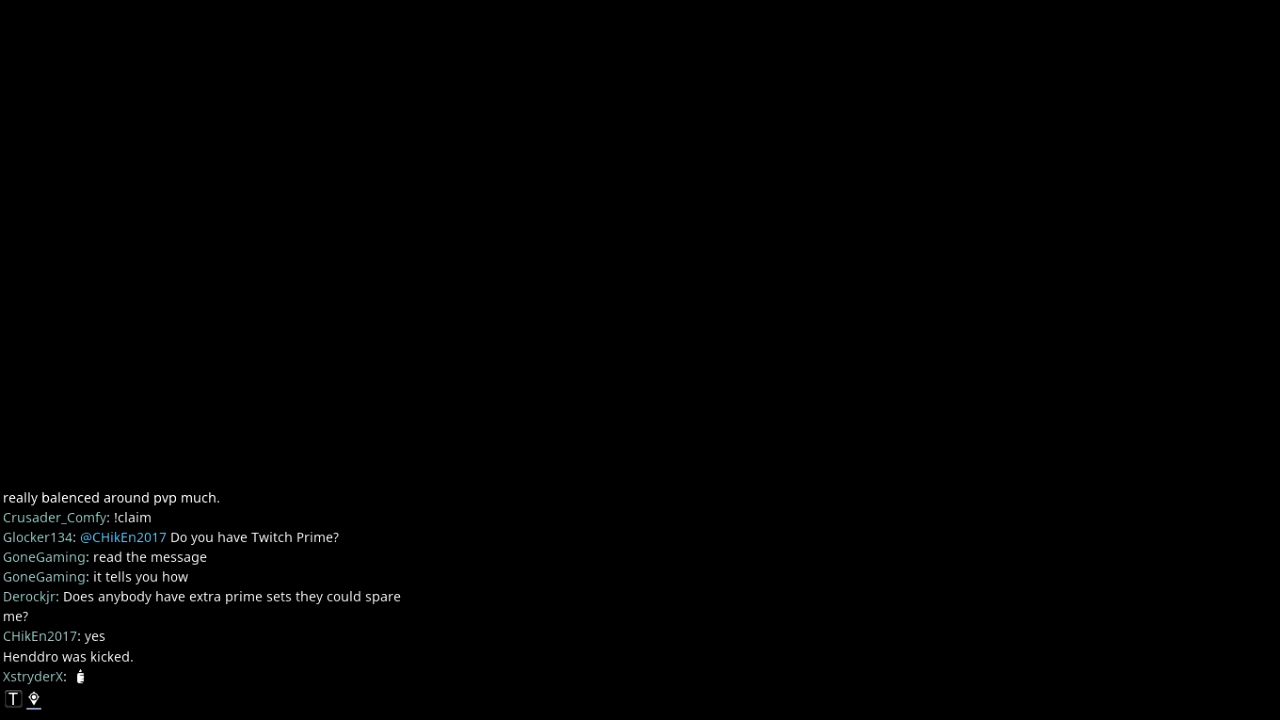 really balenced around pvp much.
Crusader_Comfy: !claim
Glocker134: @CHikEn2017 Do you have Twitch Prime?
GoneGaming: read the message
GoneGaming: it tells you how
Derockjr: Does anybody have extra prime sets they could spare
me?
CHikEn2017: yes
Henddro was kicked.
XstryderX:
T